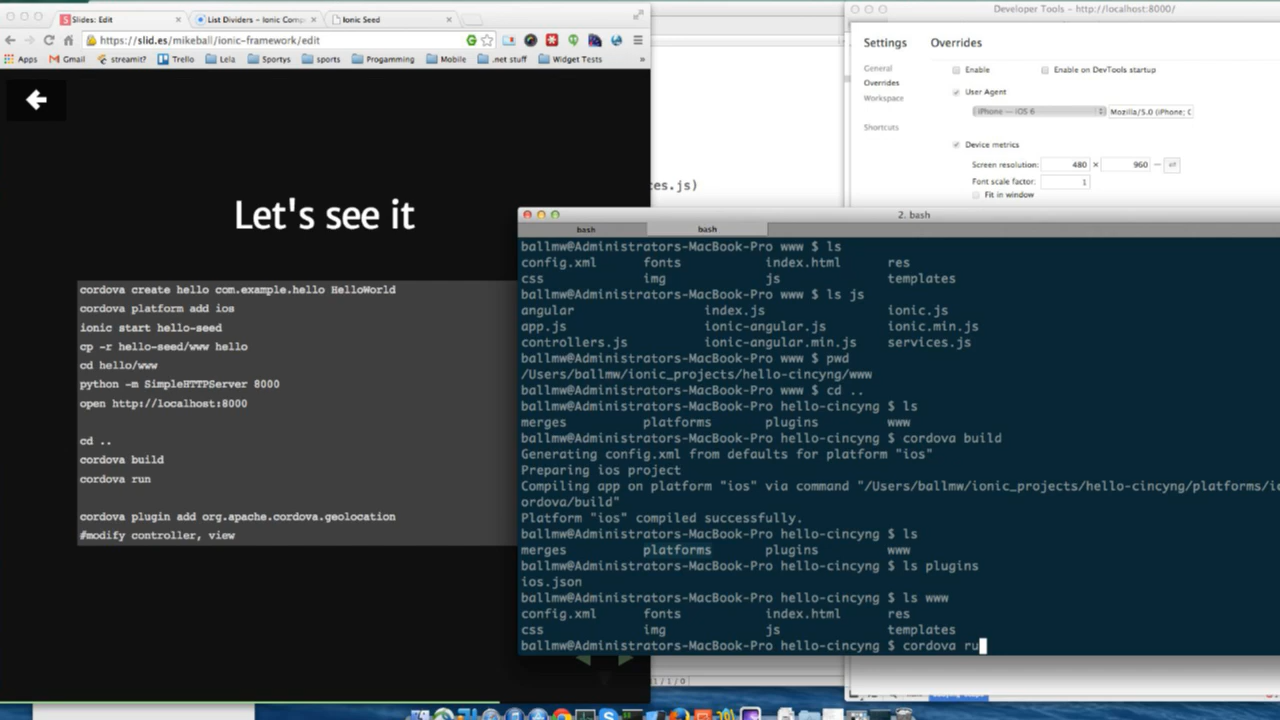 Slides: Edit
List Dividers – Ionic Comp
Ionic Seed
https://slid.es/mikeball/ionic-framework/edit
Apps
Gmail
streamit?
Trello
Lela
Sportys
sports
Progamming
Mobile
.net stuff
Widget Tests
»
Let's see it
cordova create hello com.example.hello HelloWorld
cordova platform add ios
ionic start hello-seed
cp -r hello-seed/www hello
cd hello/www
python -m SimpleHTTPServer 8000
open http://localhost:8000
cd ..
cordova build
cordova run
cordova plugin add org.apache.cordova.geolocation
#modify controller, view
es.js)
Developer Tools - http://localhost:8000/
Settings
General
Overrides
Workspace
Shortcuts
Overrides
Enable
Enable on DevTools startup
User Agent
iPhone — iOS 6
Mozilla/5.0 (iPhone; C
Device metrics
Screen resolution: 480 × 960
Font scale factor: 1
Fit in window
2. bash
bash
bash
ballmw@Administrators-MacBook-Pro www $ ls
config.xml fonts index.html res
css img js templates
ballmw@Administrators-MacBook-Pro www $ ls js
angular index.js ionic.js
app.js ionic-angular.js ionic.min.js
controllers.js ionic-angular.min.js services.js
ballmw@Administrators-MacBook-Pro www $ pwd
/Users/ballmw/ionic_projects/hello-cincyng/www
ballmw@Administrators-MacBook-Pro www $ cd ..
ballmw@Administrators-MacBook-Pro hello-cincyng $ ls
merges platforms plugins www
ballmw@Administrators-MacBook-Pro hello-cincyng $ cordova build
Generating config.xml from defaults for platform "ios"
Preparing ios project
Compiling app on platform "ios" via command "/Users/ballmw/ionic_projects/hello-cincyng/platforms/io
ordova/build"
Platform "ios" compiled successfully.
ballmw@Administrators-MacBook-Pro hello-cincyng $ ls
merges platforms plugins www
ballmw@Administrators-MacBook-Pro hello-cincyng $ ls plugins
ios.json
ballmw@Administrators-MacBook-Pro hello-cincyng $ ls www
config.xml fonts index.html res
css img js templates
ballmw@Administrators-MacBook-Pro hello-cincyng $ cordova ru